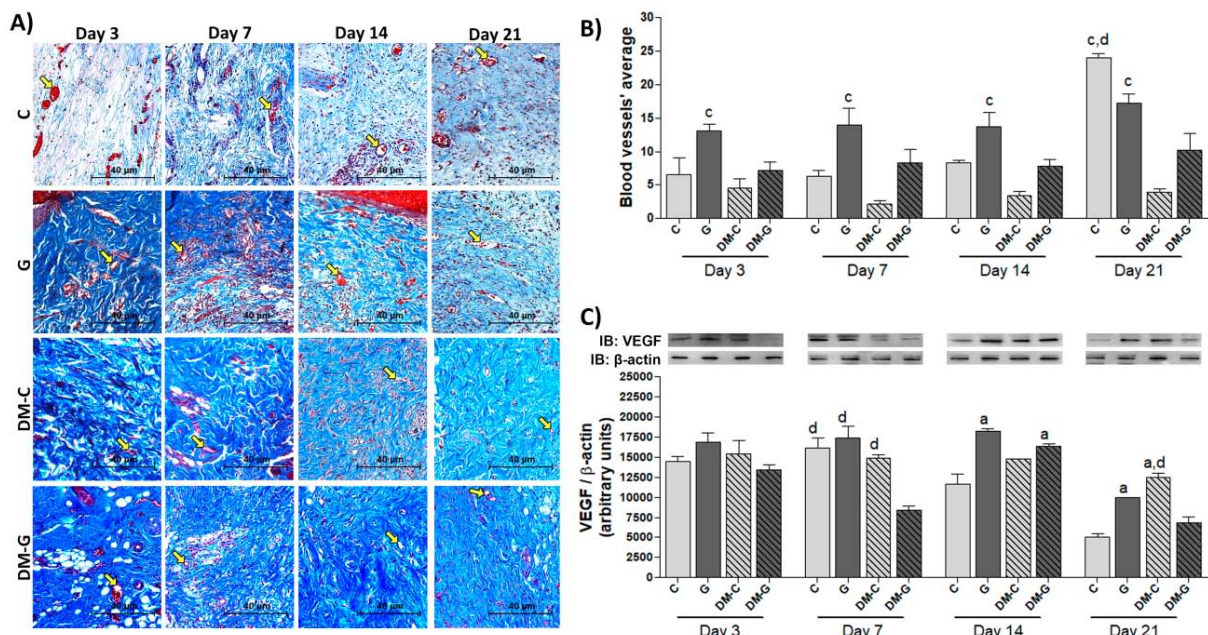 A)
Day 3 Day 7 Day 14 Day 21
C
40 µm 40 µm 40 µm 40 µm
G
40 µm 40 µm 40 µm 40 µm
DM-C
40 µm 40 µm 40 µm 40 µm
DM-G
40 µm 40 µm 40 µm 40 µm
B)
Blood vessels' average
30
25
20
15
10
5
0
c c c c,d c
C G DM-C DM-G C G DM-C DM-G C G DM-C DM-G C G DM-C DM-G
Day 3 Day 7 Day 14 Day 21
C)
IB: VEGF
IB: β-actin
VEGF / β-actin
(arbitrary units)
25000
22500
20000
17500
15000
12500
10000
7500
5000
2500
0
d d d a a a a,d
C G DM-C DM-G C G DM-C DM-G C G DM-C DM-G C G DM-C DM-G
Day 3 Day 7 Day 14 Day 21